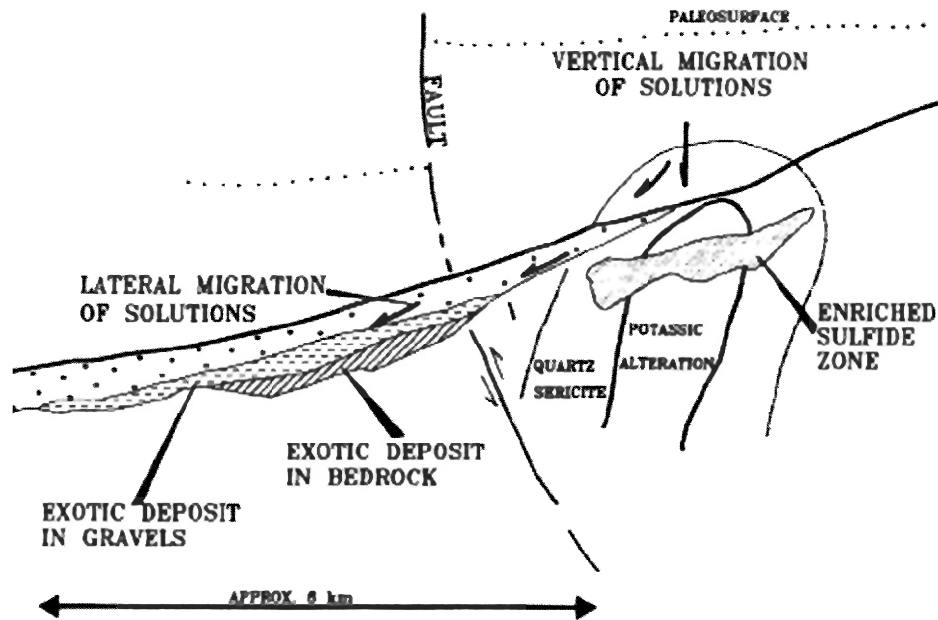 PALEOSURFACE
VERTICAL MIGRATION
OF SOLUTIONS
FAULT
LATERAL MIGRATION
OF SOLUTIONS
ENRICHED
SULFIDE
ZONE
POTASSIC
ALTERATION
QUARTZ
SERICITE
EXOTIC DEPOSIT
IN BEDROCK
EXOTIC DEPOSIT
IN GRAVELS
APPROX. 6 km